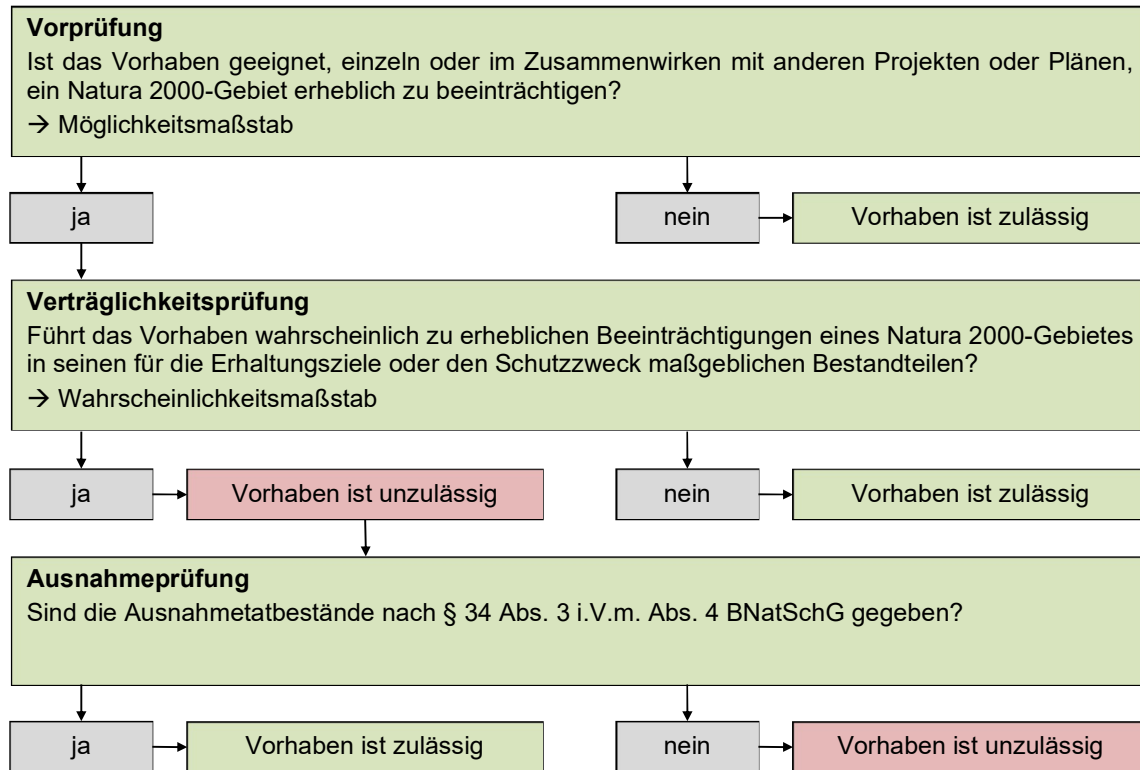 Vorprüfung
Ist das Vorhaben geeignet, einzeln oder im Zusammenwirken mit anderen Projekten oder Plänen,
ein Natura 2000-Gebiet erheblich zu beeinträchtigen?
→ Möglichkeitsmaßstab
ja
nein
Vorhaben ist zulässig
Verträglichkeitsprüfung
Führt das Vorhaben wahrscheinlich zu erheblichen Beeinträchtigungen eines Natura 2000-Gebietes
in seinen für die Erhaltungsziele oder den Schutzzweck maßgeblichen Bestandteilen?
→ Wahrscheinlichkeitsmaßstab
ja
Vorhaben ist unzulässig
nein
Vorhaben ist zulässig
Ausnahmeprüfung
Sind die Ausnahmetatbestände nach § 34 Abs. 3 i.V.m. Abs. 4 BNatSchG gegeben?
ja
Vorhaben ist zulässig
nein
Vorhaben ist unzulässig